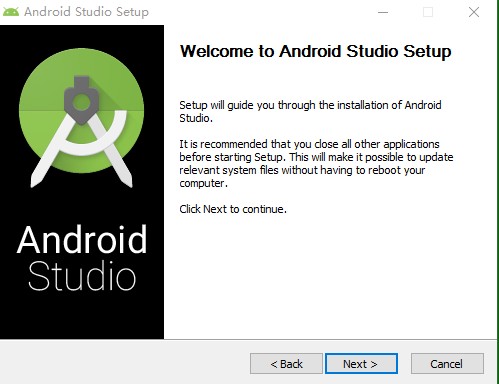 Android Studio Setup
Welcome to Android Studio Setup
Setup will guide you through the installation of Android
Studio.
It is recommended that you close all other applications
before starting Setup. This will make it possible to update
relevant system files without having to reboot your
computer.
Click Next to continue.
Android
Studio
< Back
Next >
Cancel